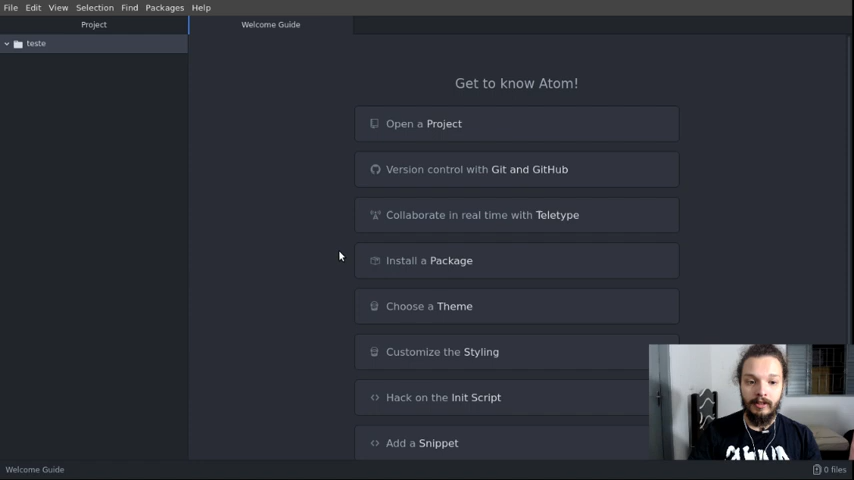 File Edit View Selection Find Packages Help
Project
Welcome Guide
teste
Get to know Atom!
Open a Project
Version control with Git and GitHub
Collaborate in real time with Teletype
Install a Package
Choose a Theme
Customize the Styling
Hack on the Init Script
Add a Snippet
Welcome Guide
0 files